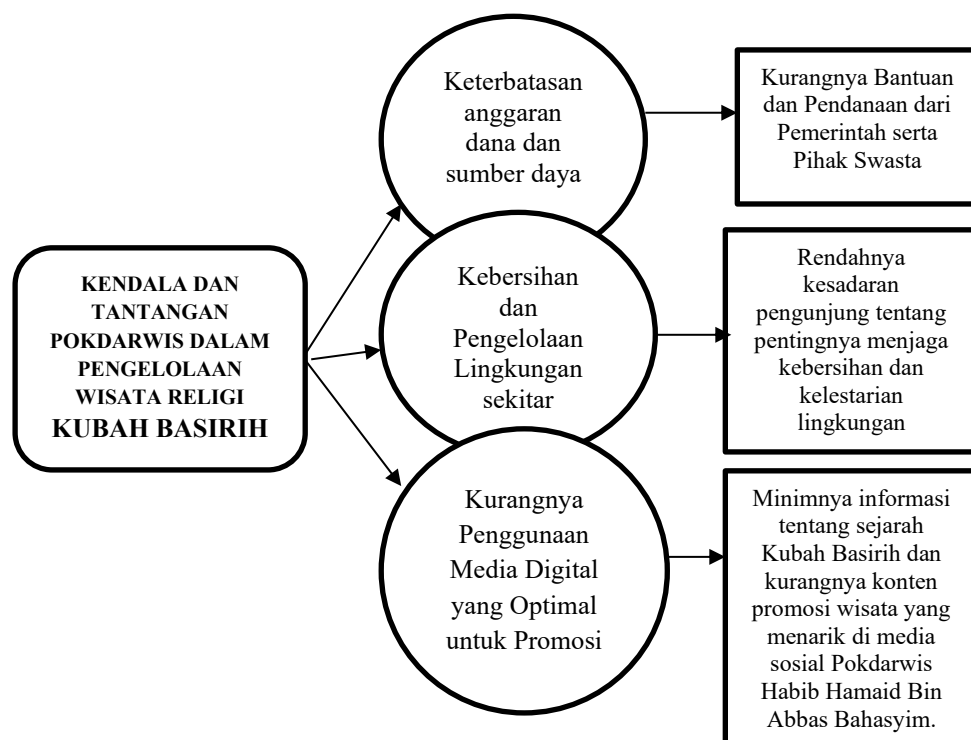 KENDALA DAN
TANTANGAN
POKDARWIS DALAM
PENGELOLAAN
WISATA RELIGI
KUBAH BASIRIH
Keterbatasan
anggaran
dana dan
sumber daya
Kurangnya Bantuan
dan Pendanaan dari
Pemerintah serta
Pihak Swasta
Kebersihan
dan
Pengelolaan
Lingkungan
sekitar
Rendahnya
kesadaran
pengunjung tentang
pentingnya menjaga
kebersihan dan
kelestarian
lingkungan
Kurangnya
Penggunaan
Media Digital
yang Optimal
untuk Promosi
Minimnya informasi
tentang sejarah
Kubah Basirih dan
kurangnya konten
promosi wisata yang
menarik di media
sosial Pokdarwis
Habib Hamaid Bin
Abbas Bahasyim.